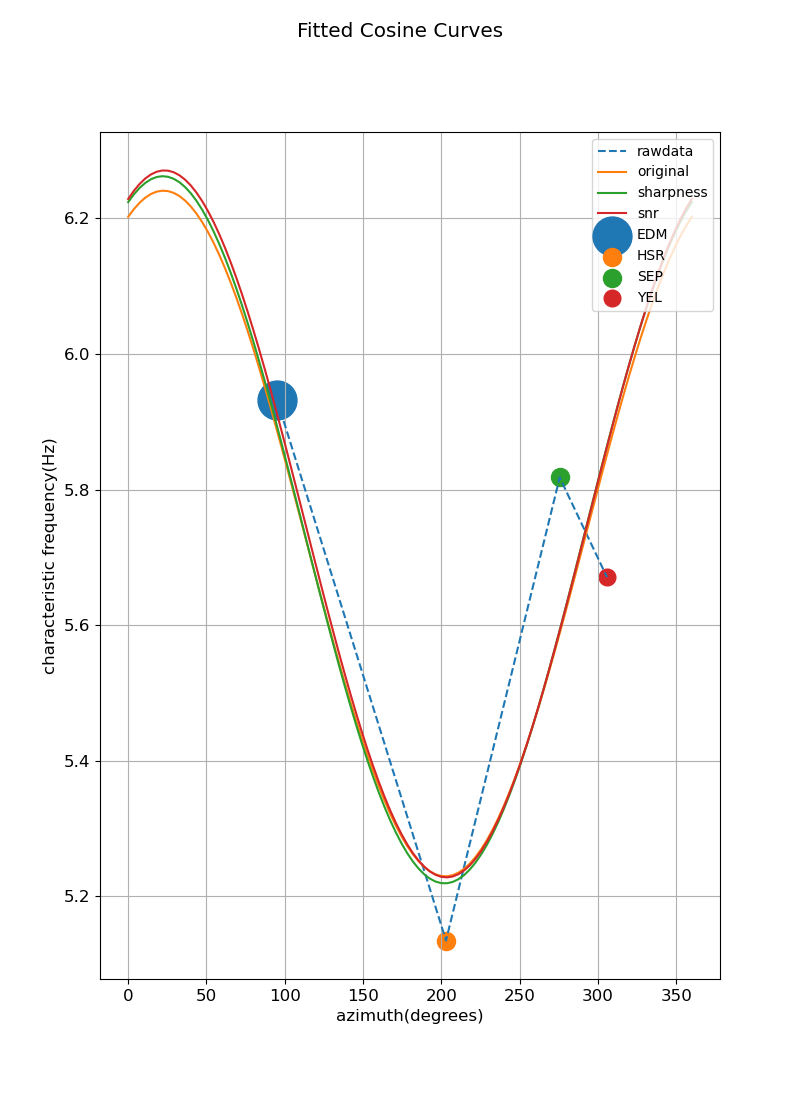 Fitted Cosine Curves
rawdata
original
sharpness
snr
EDM
HSR
SEP
YEL
characteristic frequency(Hz)
6.2
6.0
5.8
5.6
5.4
5.2
0 50 100 150 200 250 300 350
azimuth(degrees)